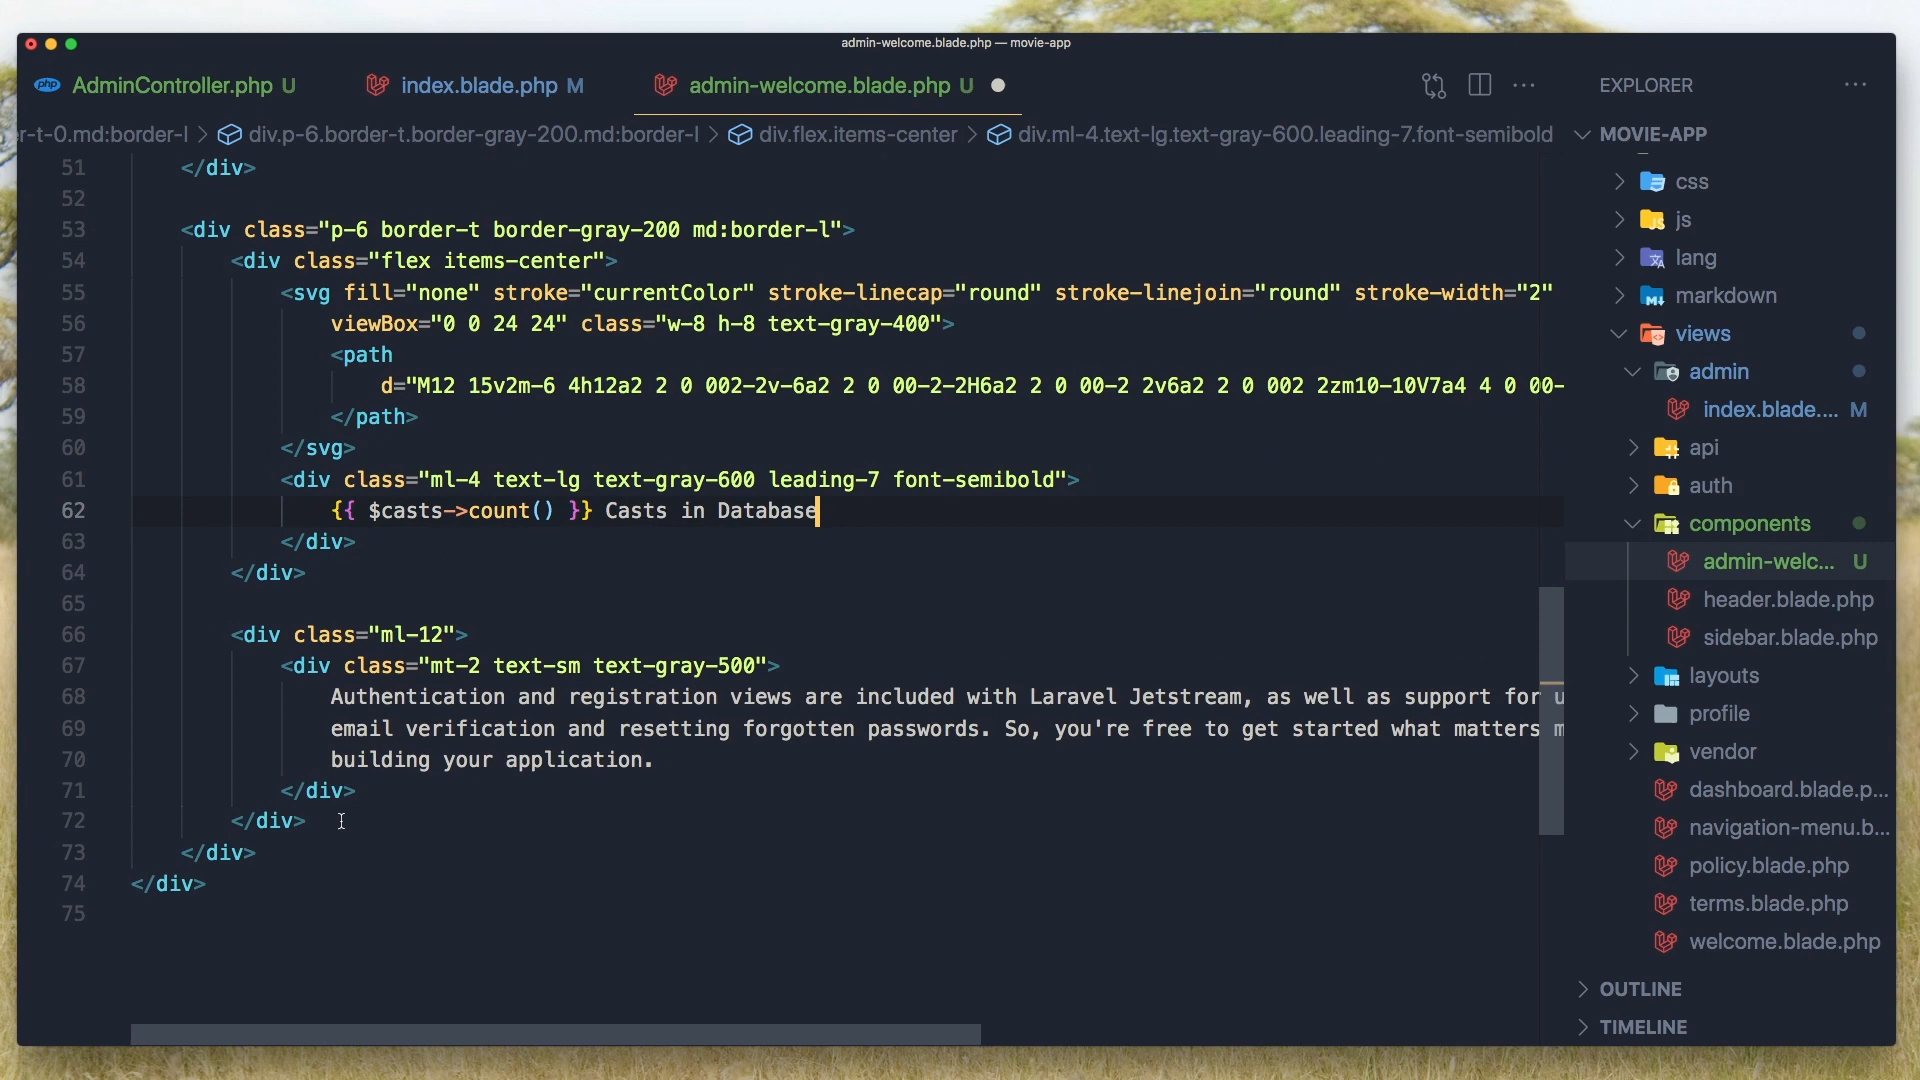 admin-welcome.blade.php — movie-app
php AdminController.php U
index.blade.php M
admin-welcome.blade.php U
EXPLORER
r-t-0.md:border-l > div.p-6.border-t.border-gray-200.md:border-l > div.flex.items-center > div.ml-4.text-lg.text-gray-600.leading-7.font-semibold
51 </div>
52
53 <div class="p-6 border-t border-gray-200 md:border-l">
54 <div class="flex items-center">
55 <svg fill="none" stroke="currentColor" stroke-linecap="round" stroke-linejoin="round" stroke-width="2"
56 viewBox="0 0 24 24" class="w-8 h-8 text-gray-400">
57 <path
58 d="M12 15v2m-6 4h12a2 2 0 002-2v-6a2 2 0 00-2-2H6a2 2 0 00-2 2v6a2 2 0 002 2zm10-10V7a4 4 0 00-
59 </path>
60 </svg>
61 <div class="ml-4 text-lg text-gray-600 leading-7 font-semibold">
62 {{ $casts->count() }} Casts in Database
63 </div>
64 </div>
65
66 <div class="ml-12">
67 <div class="mt-2 text-sm text-gray-500">
68 Authentication and registration views are included with Laravel Jetstream, as well as support for u
69 email verification and resetting forgotten passwords. So, you're free to get started what matters m
70 building your application.
71 </div>
72 </div>
73 </div>
74 </div>
75
MOVIE-APP
css
js
lang
markdown
views
admin
index.blade.... M
api
auth
components
admin-welc... U
header.blade.php
sidebar.blade.php
layouts
profile
vendor
dashboard.blade.p...
navigation-menu.b...
policy.blade.php
terms.blade.php
welcome.blade.php
OUTLINE
TIMELINE